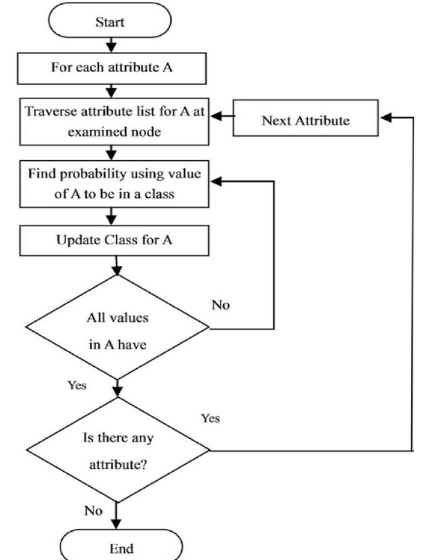 Start
For each attribute A
Traverse attribute list for A at
examined node
Next Attribute
Find probability using value
of A to be in a class
Update Class for A
No
All values
in A have
Yes
Yes
Is there any
attribute?
No
End